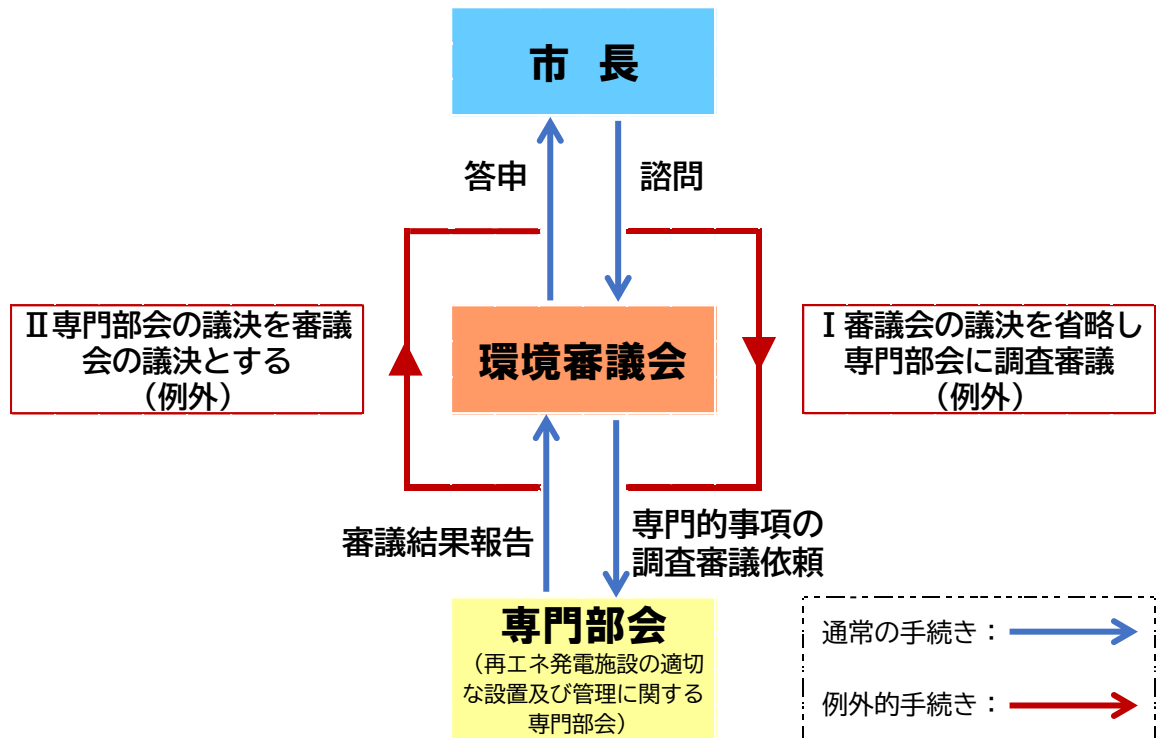 市 長
答申
諮問
Ⅱ専門部会の議決を審議
会の議決とする
（例外）
環境審議会
Ⅰ審議会の議決を省略し
専門部会に調査審議
（例外）
審議結果報告
専門的事項の
調査審議依頼
専門部会
（再エネ発電施設の適切
な設置及び管理に関する
専門部会）
通常の手続き：
例外的手続き：